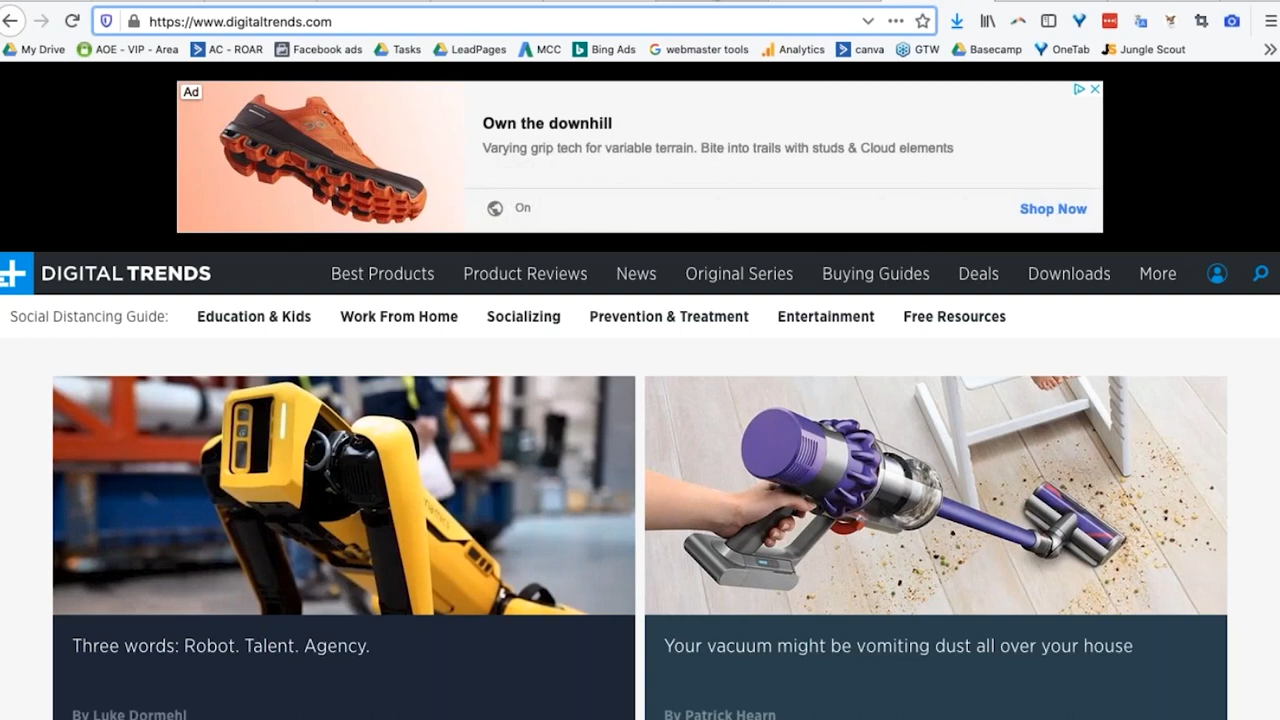 https://www.digitaltrends.com
My Drive AOE - VIP - Area AC - ROAR Facebook ads Tasks LeadPages MCC Bing Ads webmaster tools Analytics canva GTW Basecamp OneTab Jungle Scout
Ad
Own the downhill
Varying grip tech for variable terrain. Bite into trails with studs & Cloud elements
On
Shop Now
DIGITAL TRENDS Best Products Product Reviews News Original Series Buying Guides Deals Downloads More
Social Distancing Guide: Education & Kids Work From Home Socializing Prevention & Treatment Entertainment Free Resources
Three words: Robot. Talent. Agency.
Your vacuum might be vomiting dust all over your house
By Luke Dormehl
By Patrick Hearn